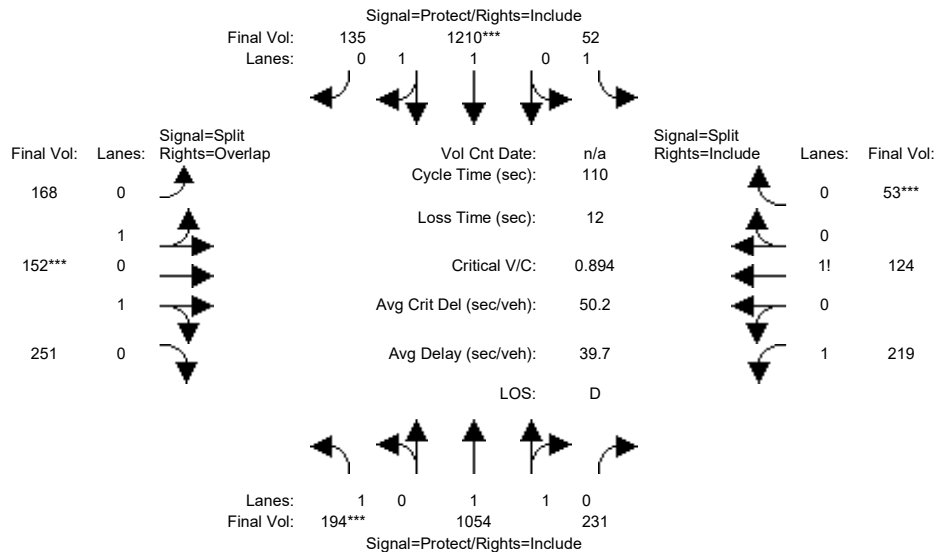 Signal=Protect/Rights=Include
Final Vol: 135 1210*** 52
Lanes: 0 1 1 0 1
Signal=Split Signal=Split
Final Vol: Lanes: Rights=Overlap Vol Cnt Date: n/a Rights=Include Lanes: Final Vol:
Cycle Time (sec): 110
168 0 0 53***
Loss Time (sec): 12
1 0
152*** 0 Critical V/C: 0.894 1! 124
1 Avg Crit Del (sec/veh): 50.2 0
251 0 Avg Delay (sec/veh): 39.7 1 219
LOS: D
Lanes: 1 0 1 1 0
Final Vol: 194*** 1054 231
Signal=Protect/Rights=Include